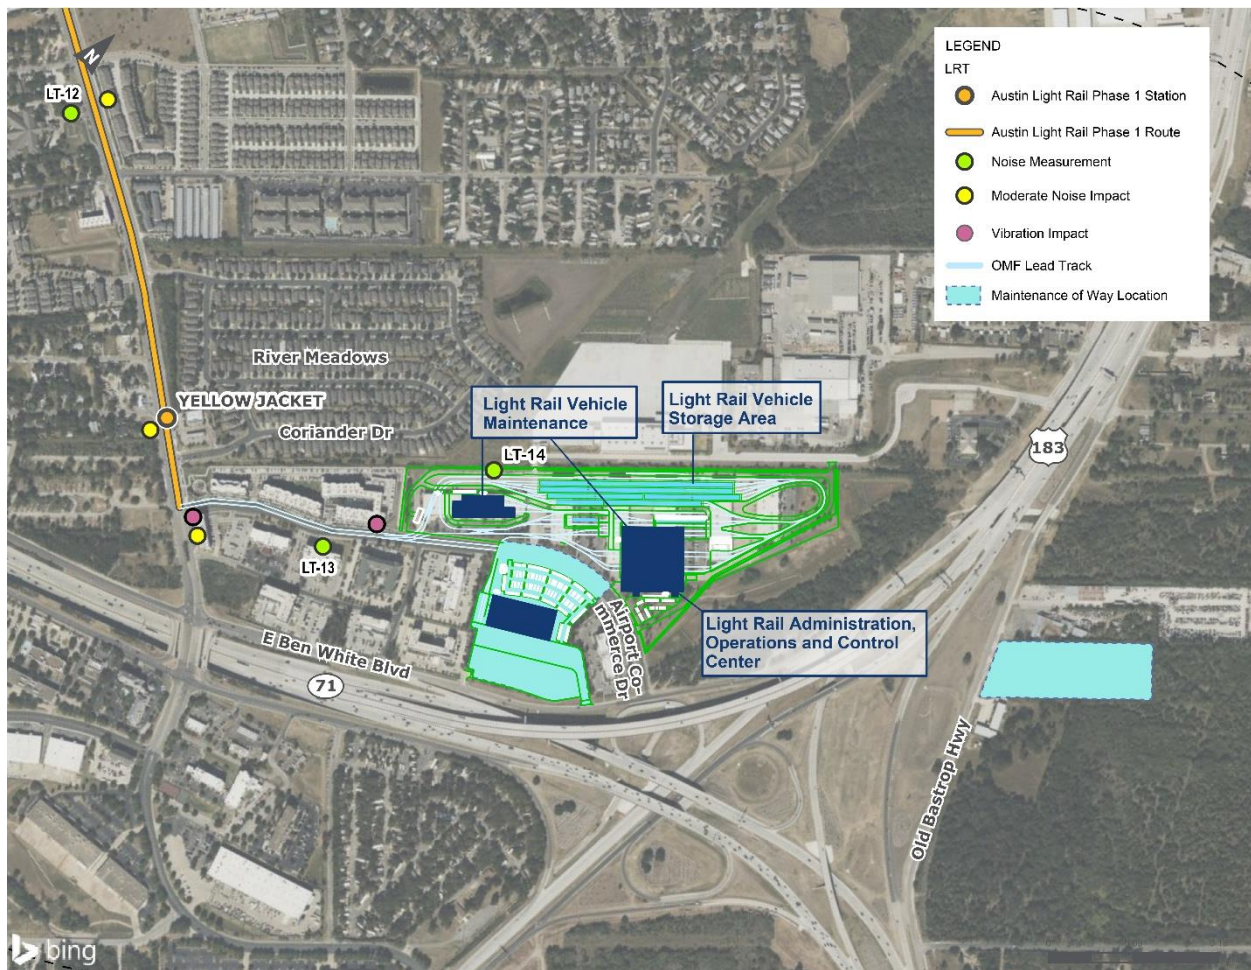 N
LT-12
LEGEND
LRT
Austin Light Rail Phase 1 Station
Austin Light Rail Phase 1 Route
Noise Measurement
Moderate Noise Impact
Vibration Impact
OMF Lead Track
Maintenance of Way Location
River Meadows
YELLOW JACKET
Coriander Dr
Light Rail Vehicle
Maintenance
Light Rail Vehicle
Storage Area
183
LT-14
LT-13
Airport Co-
mmerce Dr
Light Rail Administration,
Operations and Control
Center
E Ben White Blvd
71
Old Bastrop Hwy
bing